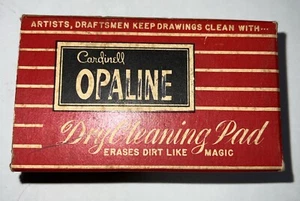 ARTISTS, DRAFTSMEN KEEP DRAWINGS CLEAN WITH...
Cardinell
OPALINE
Dry Cleaning Pad
ERASES DIRT LIKE MAGIC